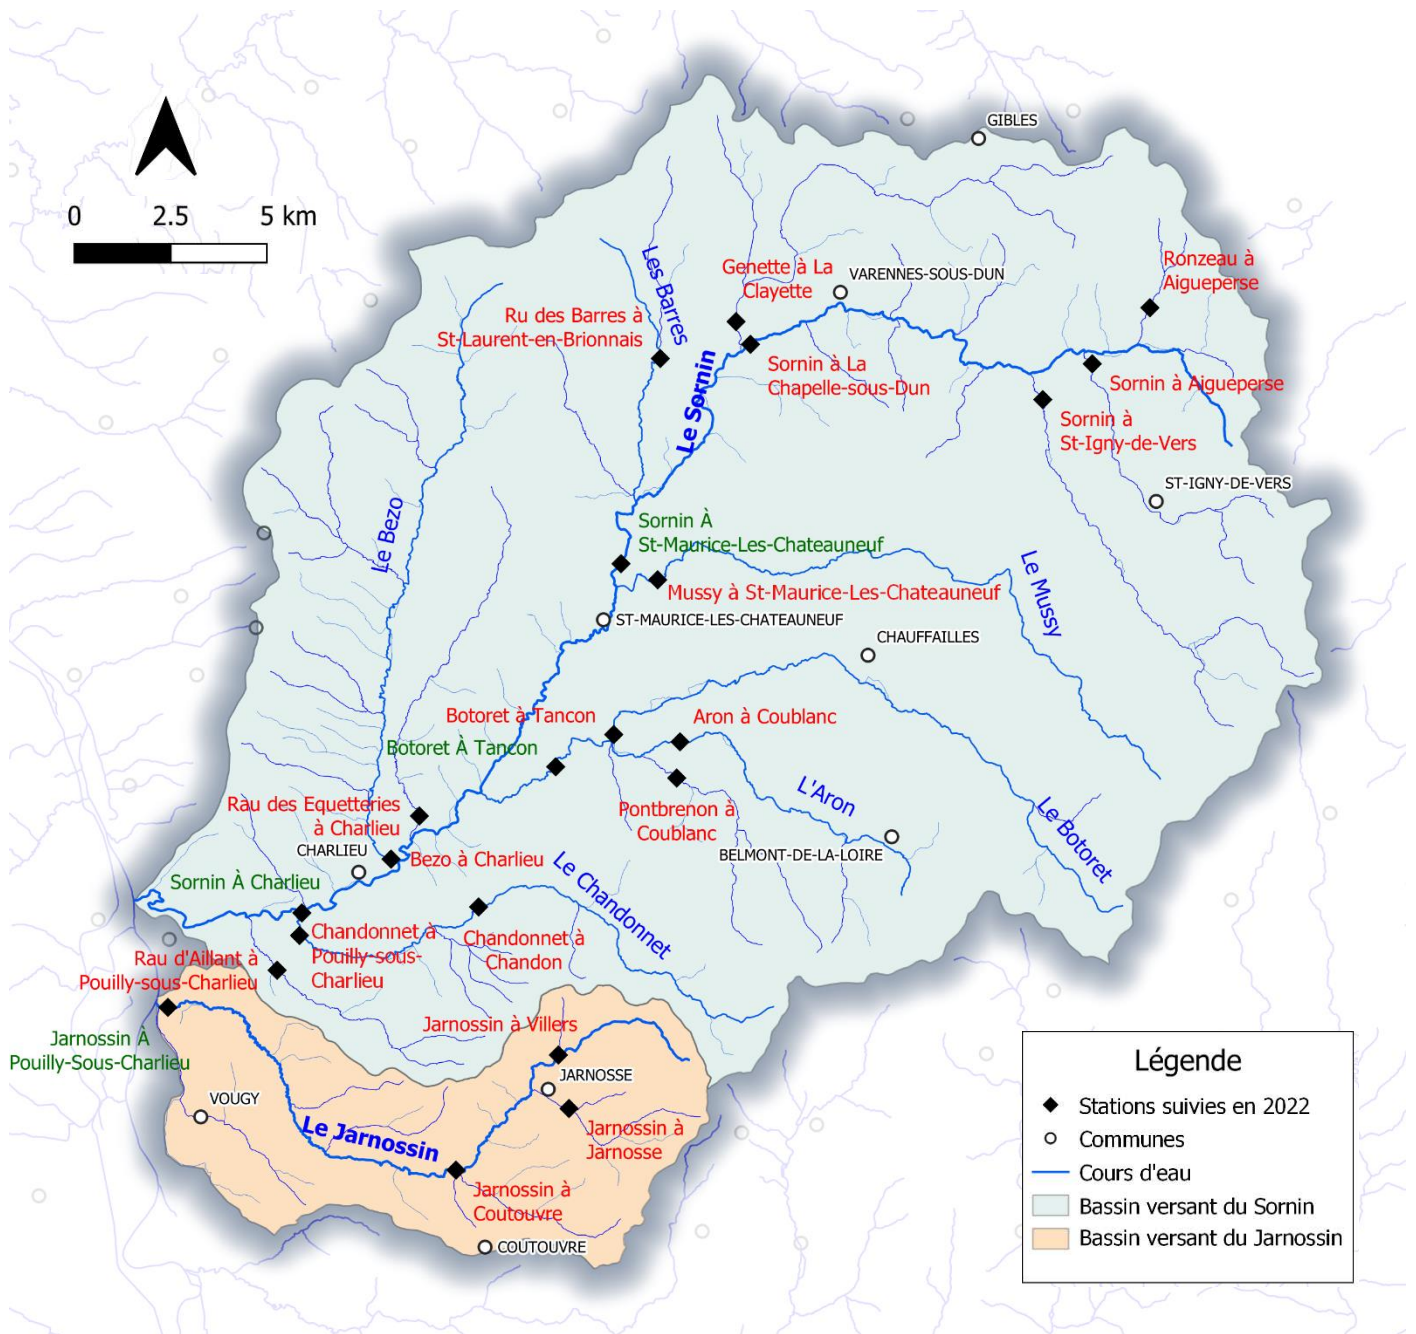 GIBLES
0 2.5 5 km
Les Barres
Genette à La
Clayette
VARENNES-SOUS-DUN
Ronzeau à
Aigueperse
Ru des Barres à
St-Laurent-en-Brionnais
Le Sornin
Sornin à La
Chapelle-sous-Dun
Sornin à Aigueperse
Sornin à
St-Igny-de-Vers
ST-IGNY-DE-VERS
Le Bezo
Sornin À
St-Maurice-Les-Chateauneuf
Mussy à St-Maurice-Les-Chateauneuf
Le Mussy
ST-MAURICE-LES-CHATEAUNEUF
CHAUFFAILLES
Botoret à Tancon
Aron à Coublanc
Botoret À Tancon
L'Aron
Pontbrenon à
Coublanc
Le Botoret
Rau des Equetteries
à Charlieu
CHARLIEU
Bezo à Charlieu
BELMONT-DE-LA-LOIRE
Le Chandonnet
Sornin À Charlieu
Chandonnet à
Pouilly-sous-
Charlieu
Chandonnet à
Chandon
Rau d'Aillant à
Pouilly-sous-Charlieu
Jarnossin À
Pouilly-Sous-Charlieu
Jarnossin à Villers
JARNOSSE
VOUGY
Le Jarnossin
Jarnossin à
Jarnosse
Jarnossin à
Coutouvre
COUTOUVRE
Légende
Stations suivies en 2022
Communes
Cours d'eau
Bassin versant du Sornin
Bassin versant du Jarnossin